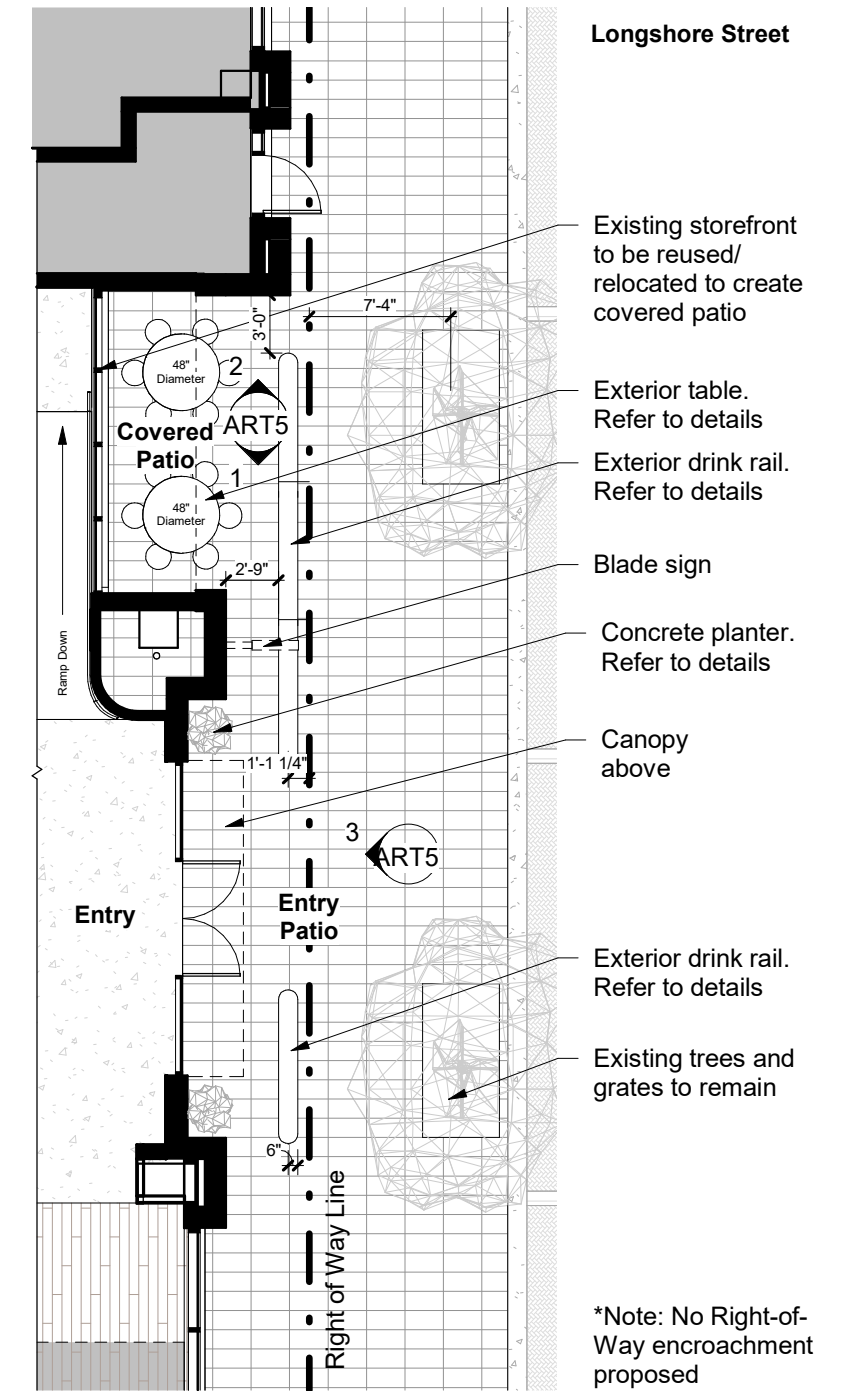 Longshore Street
Existing storefront
to be reused/
relocated to create
covered patio
7'-4"
3'-0"
48"
Diameter
2
Covered
Patio
ART5
1
48"
Diameter
Exterior table.
Refer to details
Exterior drink rail.
Refer to details
2'-9"
Blade sign
Ramp Down
Concrete planter.
Refer to details
Canopy
above
1'-1 1/4"
3
ART5
Entry
Entry
Patio
Exterior drink rail.
Refer to details
Existing trees and
grates to remain
6"
Right of Way Line
*Note: No Right-of-
Way encroachment
proposed